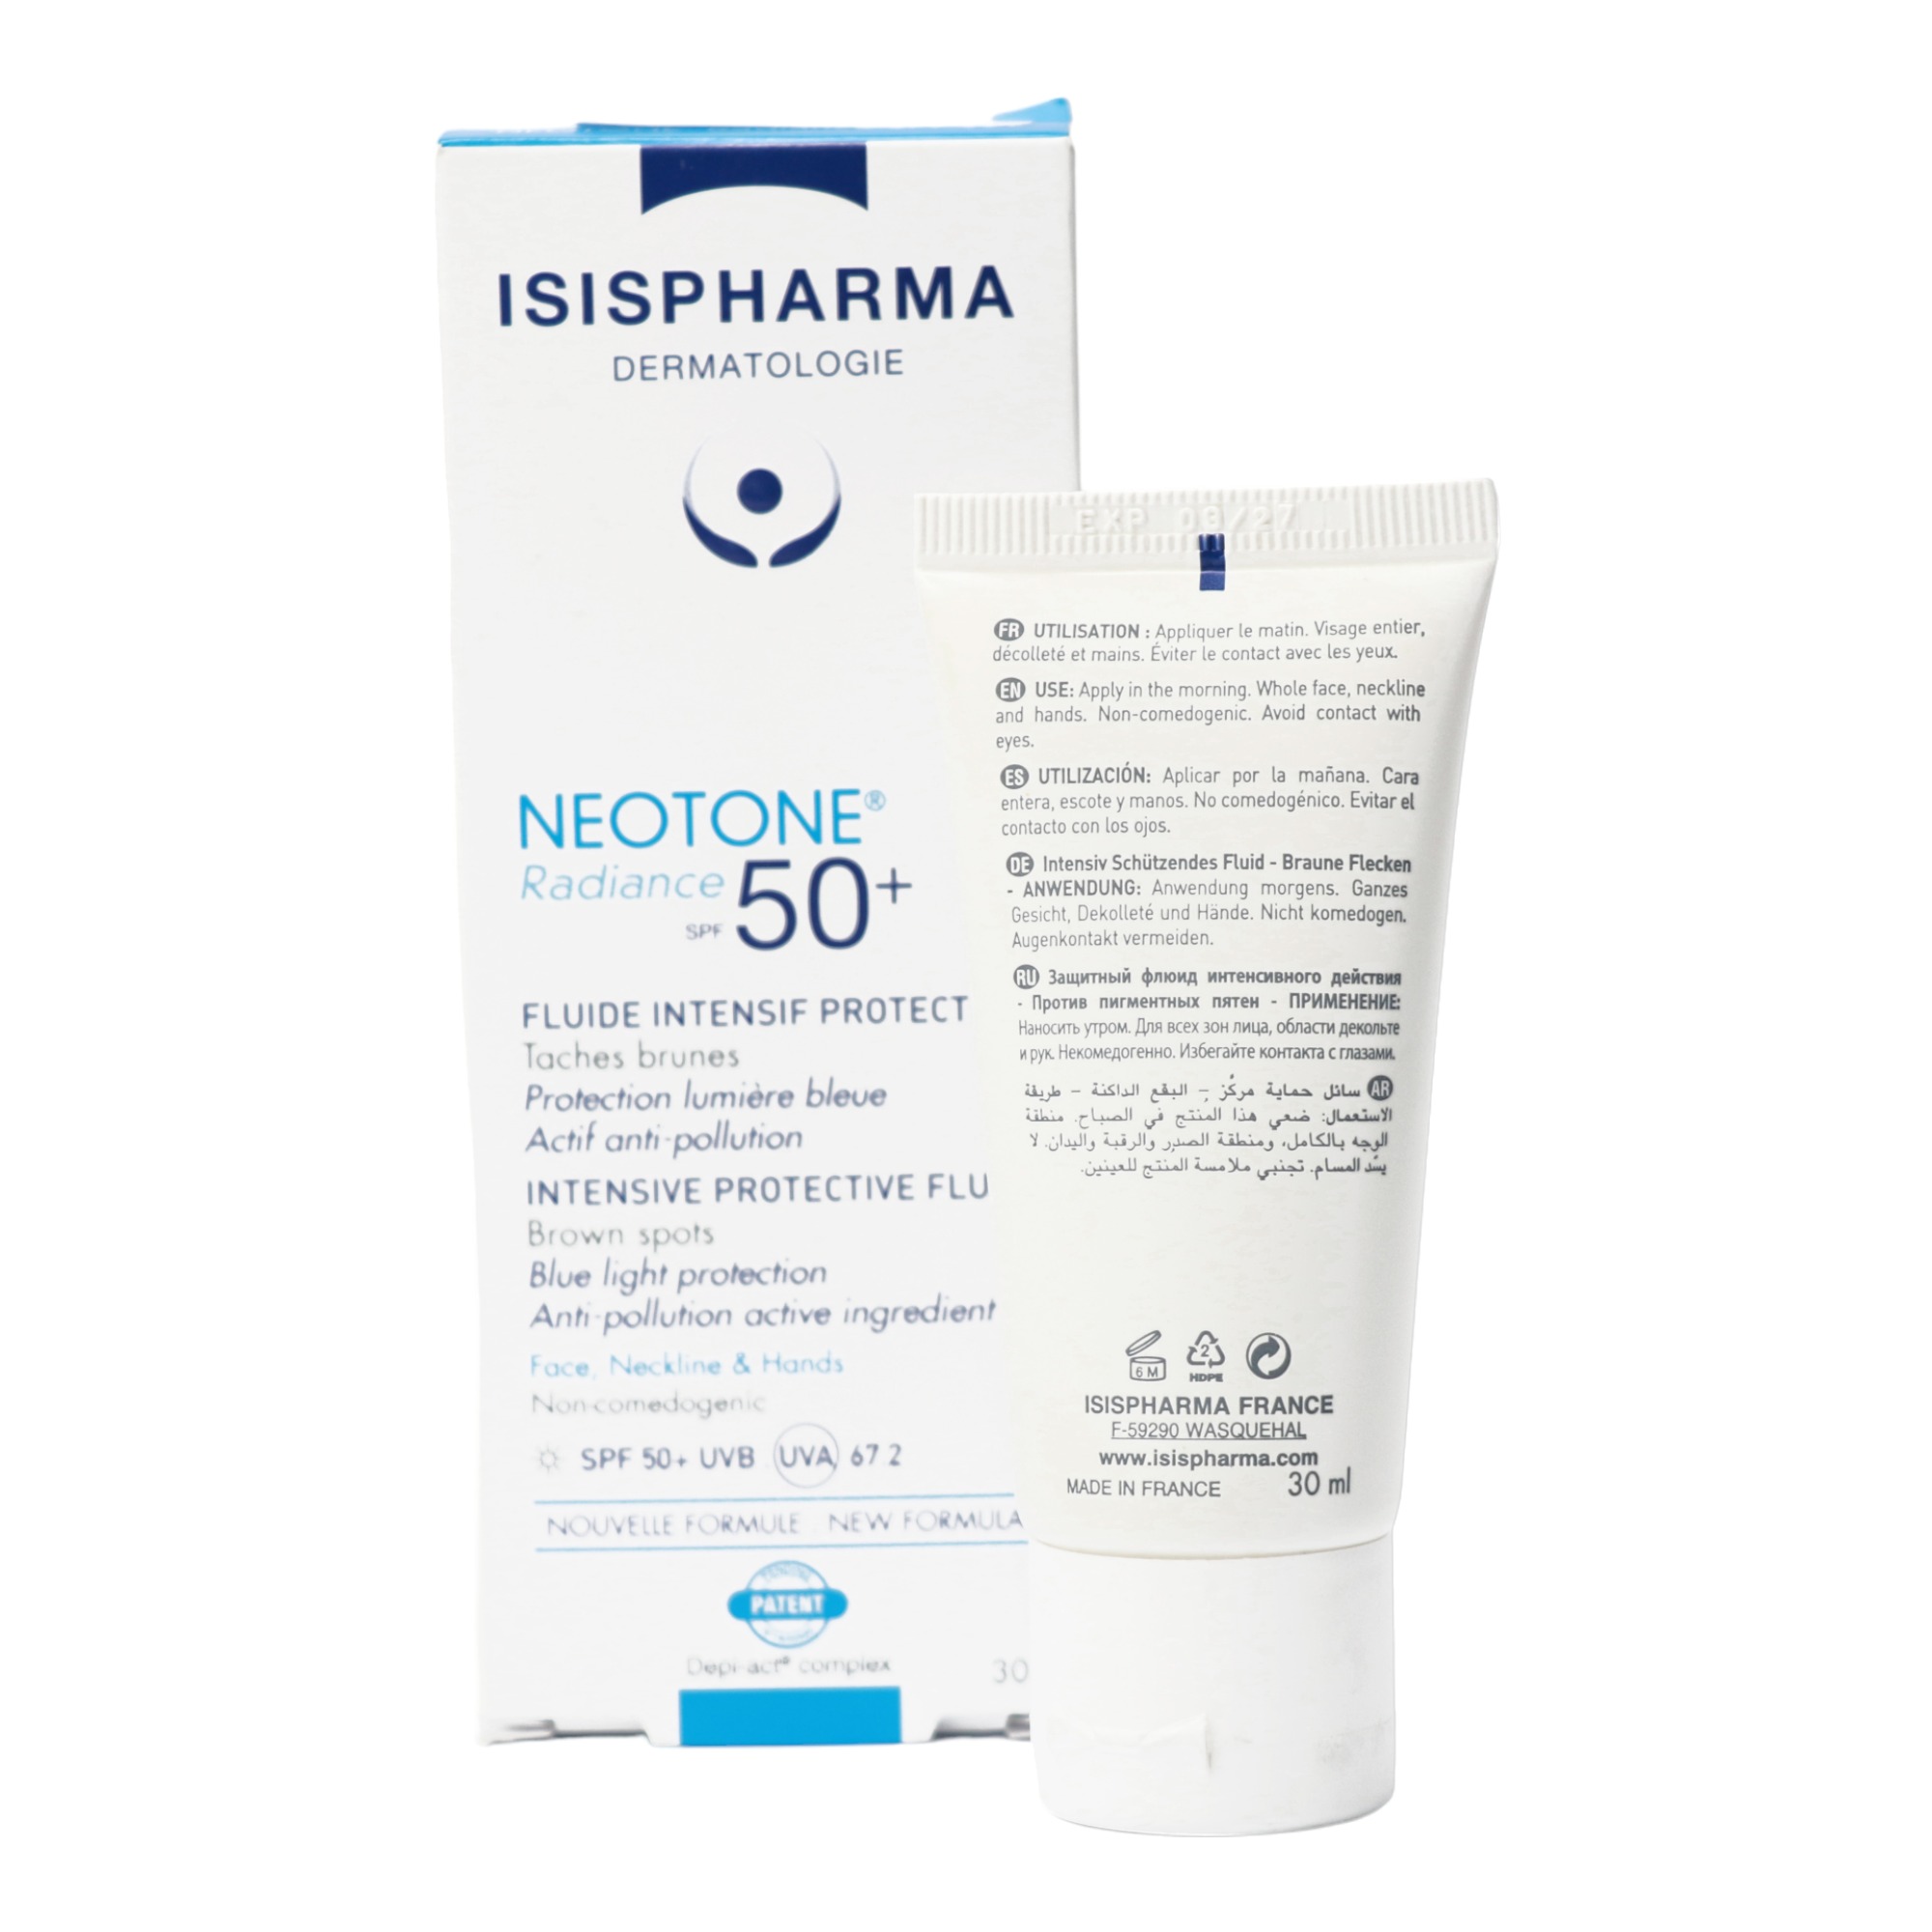 ISISPHARMA
DERMATOLOGIE
NEOTONE®
Radiance
SPF 50+
FLUIDE INTENSIF PROTECT
Taches brunes
Protection lumière bleue
Actif anti-pollution
INTENSIVE PROTECTIVE FLU
Brown spots
Blue light protection
Anti-pollution active ingredient
Face, Neckline & Hands
Non-comedogenic
SPF 50+ UVB UVA 67.2
NOUVELLE FORMULE . NEW FORMULA
PATENT
Depi-act® complex
30
EXP 09/27
FR UTILISATION : Appliquer le matin. Visage entier,
décolleté et mains. Éviter le contact avec les yeux.
EN USE: Apply in the morning. Whole face, neckline
and hands. Non-comedogenic. Avoid contact with
eyes.
ES UTILIZACIÓN: Aplicar por la mañana. Cara
entera, escote y manos. No comedogénico. Evitar el
contacto con los ojos.
DE Intensiv Schützendes Fluid - Braune Flecken
- ANWENDUNG: Anwendung morgens. Ganzes
Gesicht, Dekolleté und Hände. Nicht komedogen.
Augenkontakt vermeiden.
RU Защитный флюид интенсивного действия
- Против пигментных пятен - ПРИМЕНЕНИЕ:
Наносить утром. Для всех зон лица, области декольте
и рук. Некомедогенно. Избегайте контакта с глазами.
AR سائل حماية مركّز – البقع الداكنة – طريقة
الاستعمال: ضعي هذا المنتج في الصباح. منطقة
الوجه بالكامل، ومنطقة الصدر والرقبة واليدان. لا
يسّد المسام. تجنبي ملامسة المنتج للعينين.
6 M
2
HDPE
ISISPHARMA FRANCE
F-59290 WASQUEHAL
www.isispharma.com
MADE IN FRANCE 30 ml